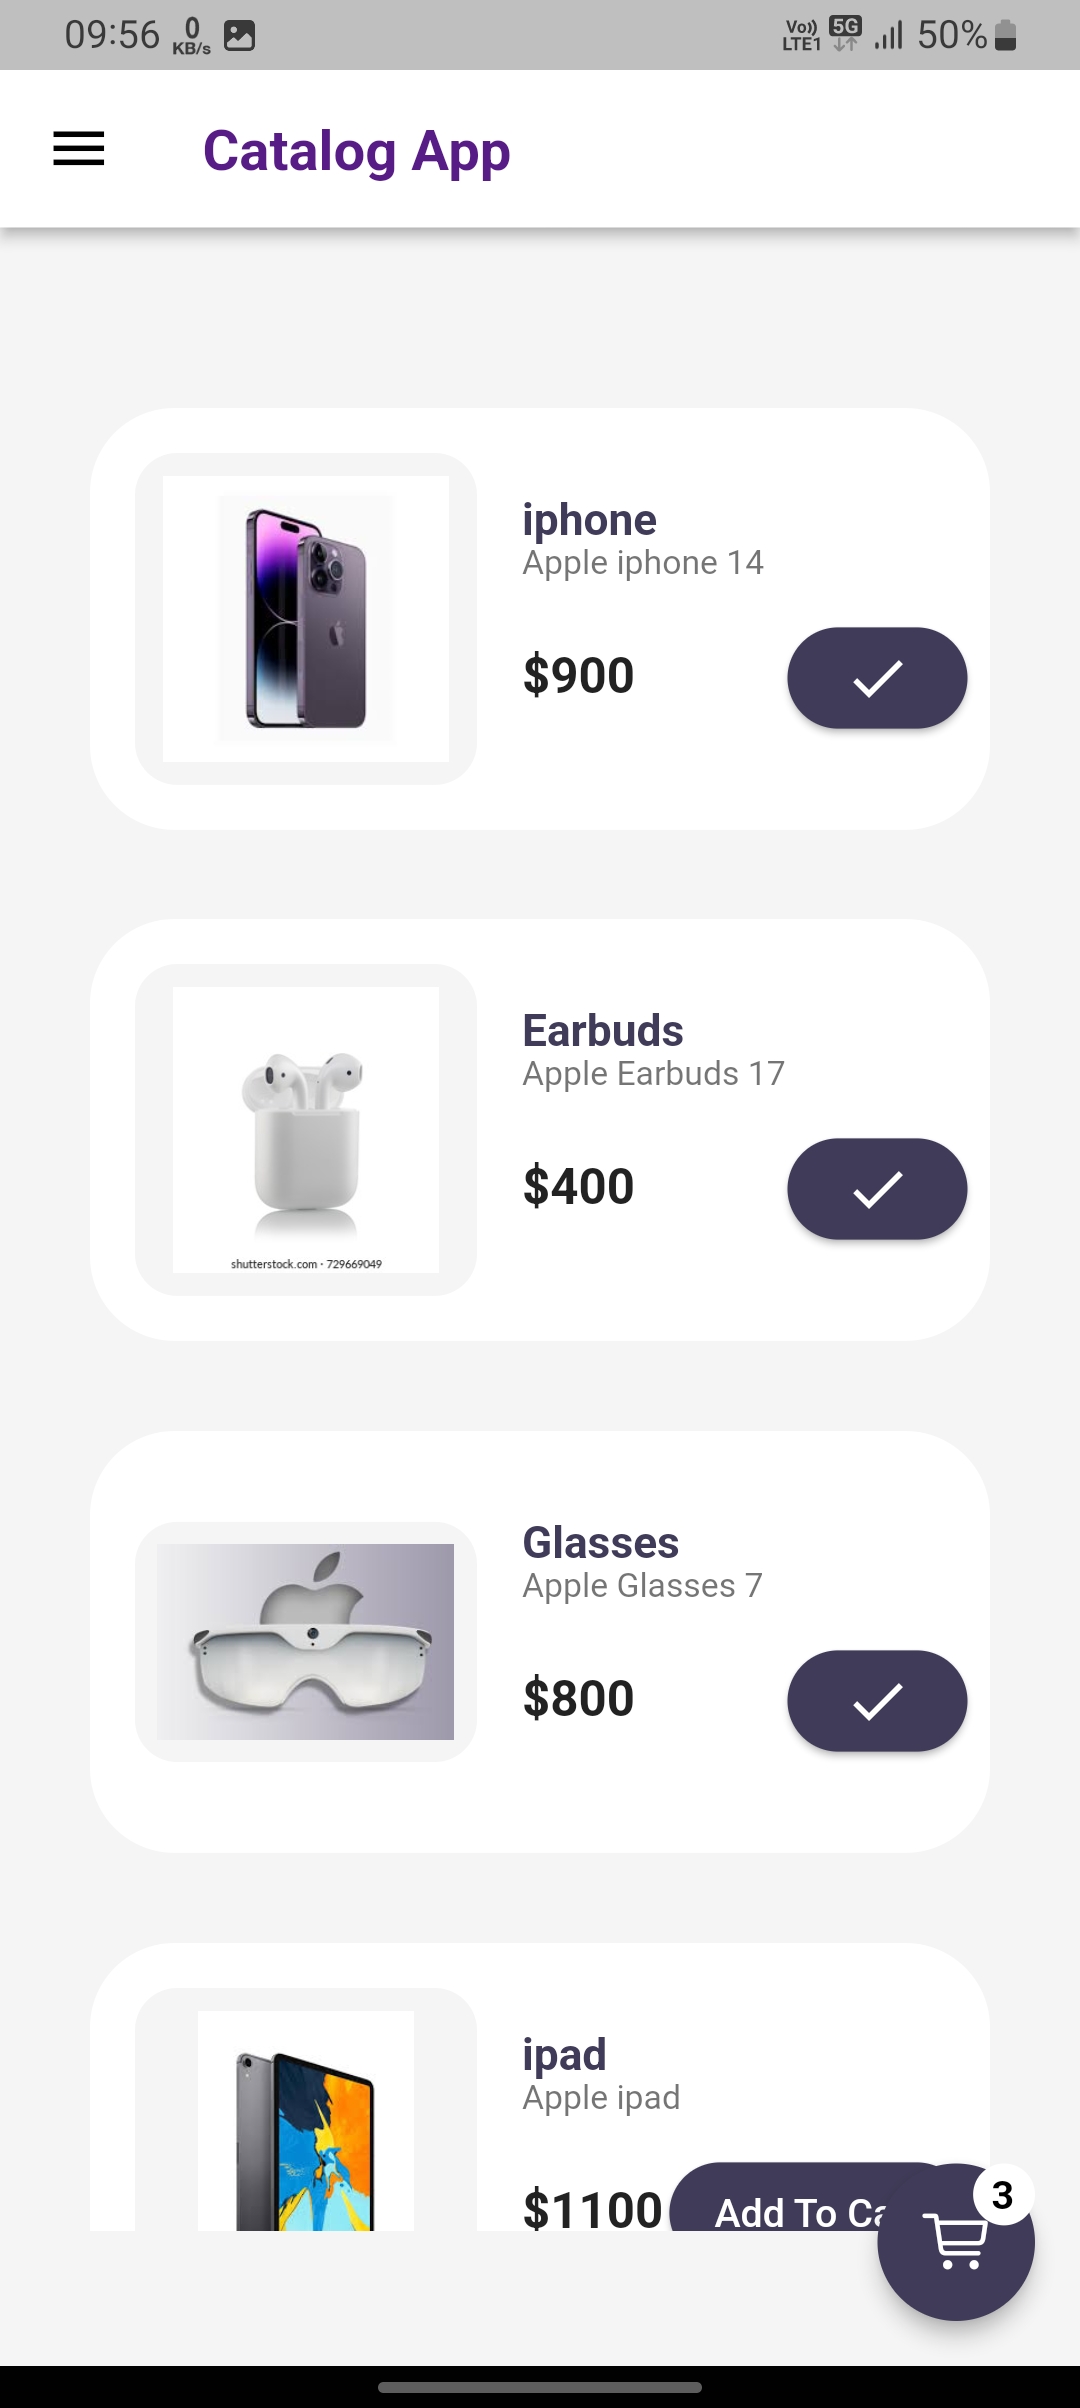 09:56 0 KB/s Vo)) LTE1 5G 50%
Catalog App
iphone
Apple iphone 14
$900
Earbuds
Apple Earbuds 17
$400
shutterstock.com · 729669049
Glasses
Apple Glasses 7
$800
ipad
Apple ipad
$1100 Add To Ca
3